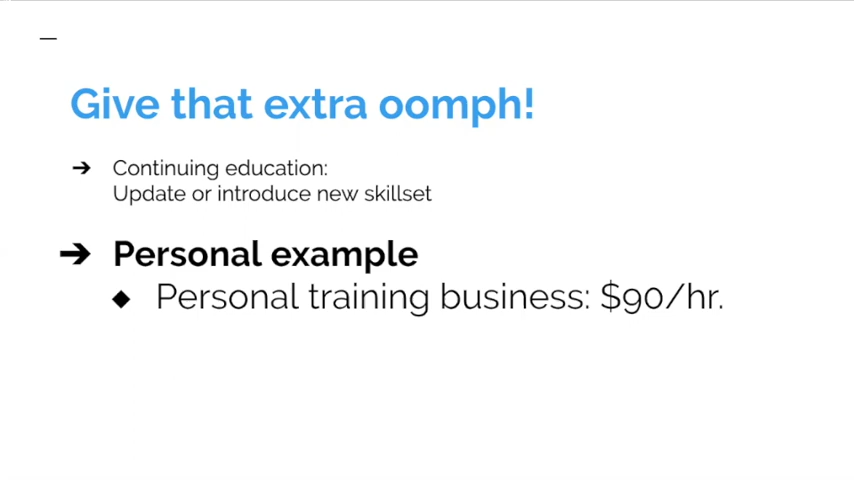 Give that extra oomph!
➔ Continuing education:
Update or introduce new skillset
➔ Personal example
◆ Personal training business: $90/hr.